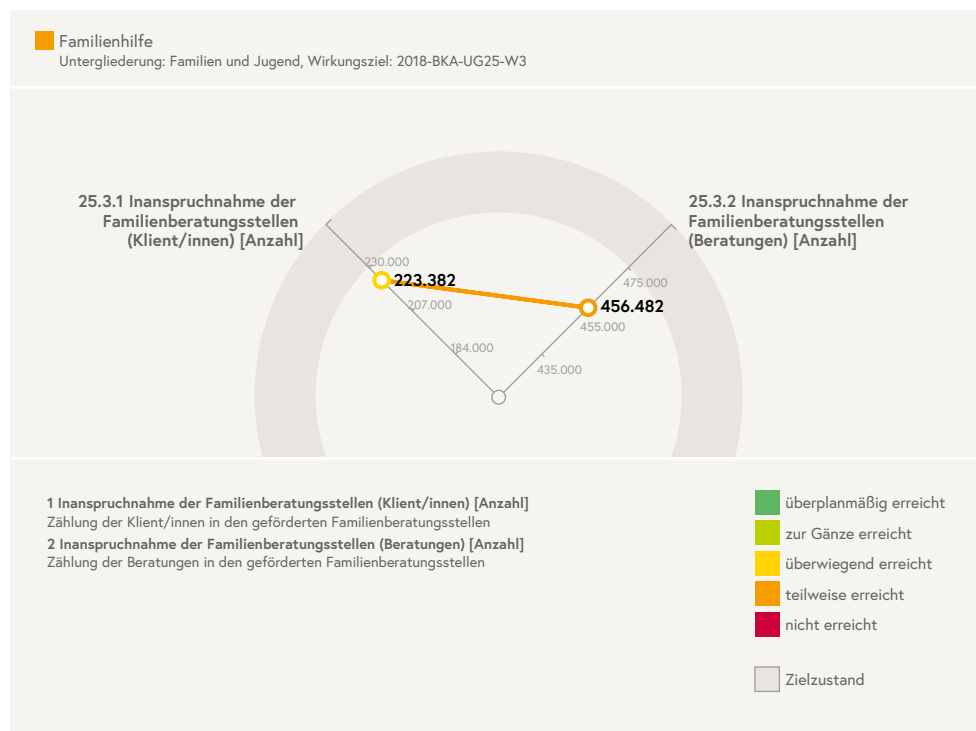 Familienhilfe
Untergliederung: Familien und Jugend, Wirkungsziel: 2018-BKA-UG25-W3
25.3.1 Inanspruchnahme der
Familienberatungsstellen
(Klient/innen) [Anzahl]
25.3.2 Inanspruchnahme der
Familienberatungsstellen
(Beratungen) [Anzahl]
230.000
223.382
207.000
184.000
475.000
456.482
455.000
435.000
1 Inanspruchnahme der Familienberatungsstellen (Klient/innen) [Anzahl]
Zählung der Klient/innen in den geförderten Familienberatungsstellen
2 Inanspruchnahme der Familienberatungsstellen (Beratungen) [Anzahl]
Zählung der Beratungen in den geförderten Familienberatungsstellen
überplanmäßig erreicht
zur Gänze erreicht
überwiegend erreicht
teilweise erreicht
nicht erreicht
Zielzustand